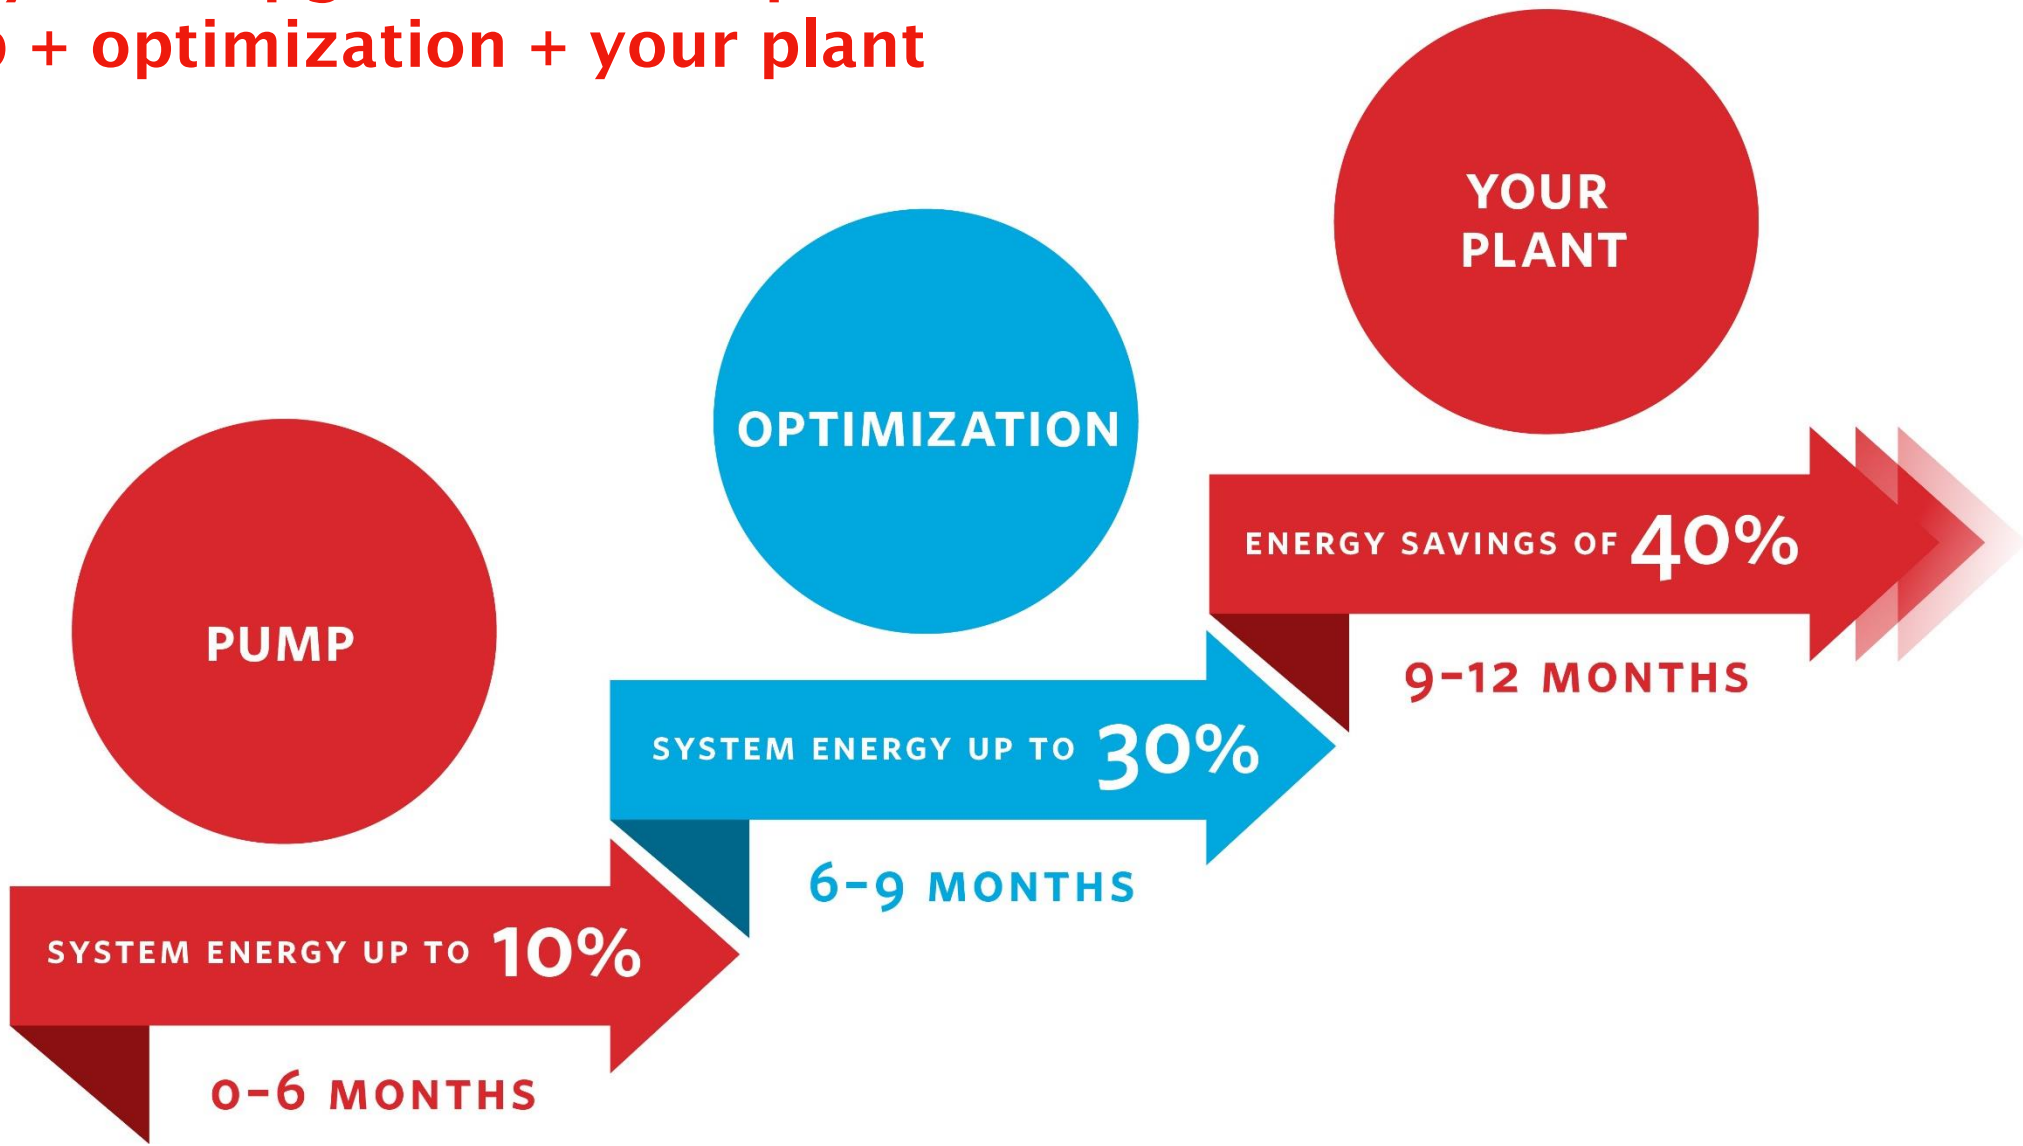 + optimization + your plant
YOUR
PLANT
OPTIMIZATION
ENERGY SAVINGS OF 40%
PUMP
9–12 MONTHS
SYSTEM ENERGY UP TO 30%
6–9 MONTHS
SYSTEM ENERGY UP TO 10%
0–6 MONTHS